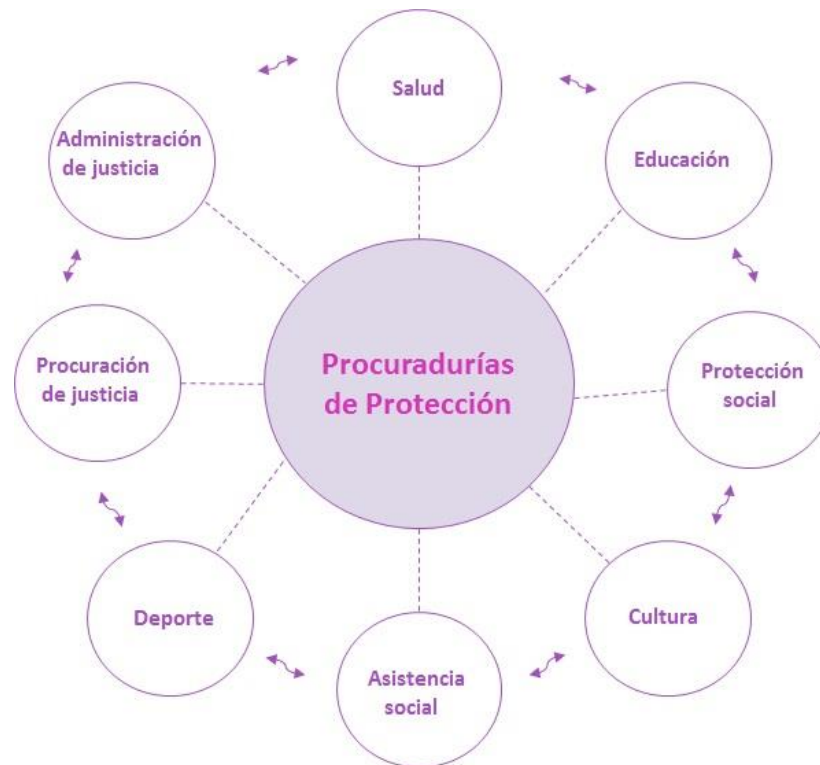 Salud
Administración
de justicia
Educación
Procuradurías
de Protección
Procuración
de justicia
Protección
social
Deporte
Cultura
Asistencia
social